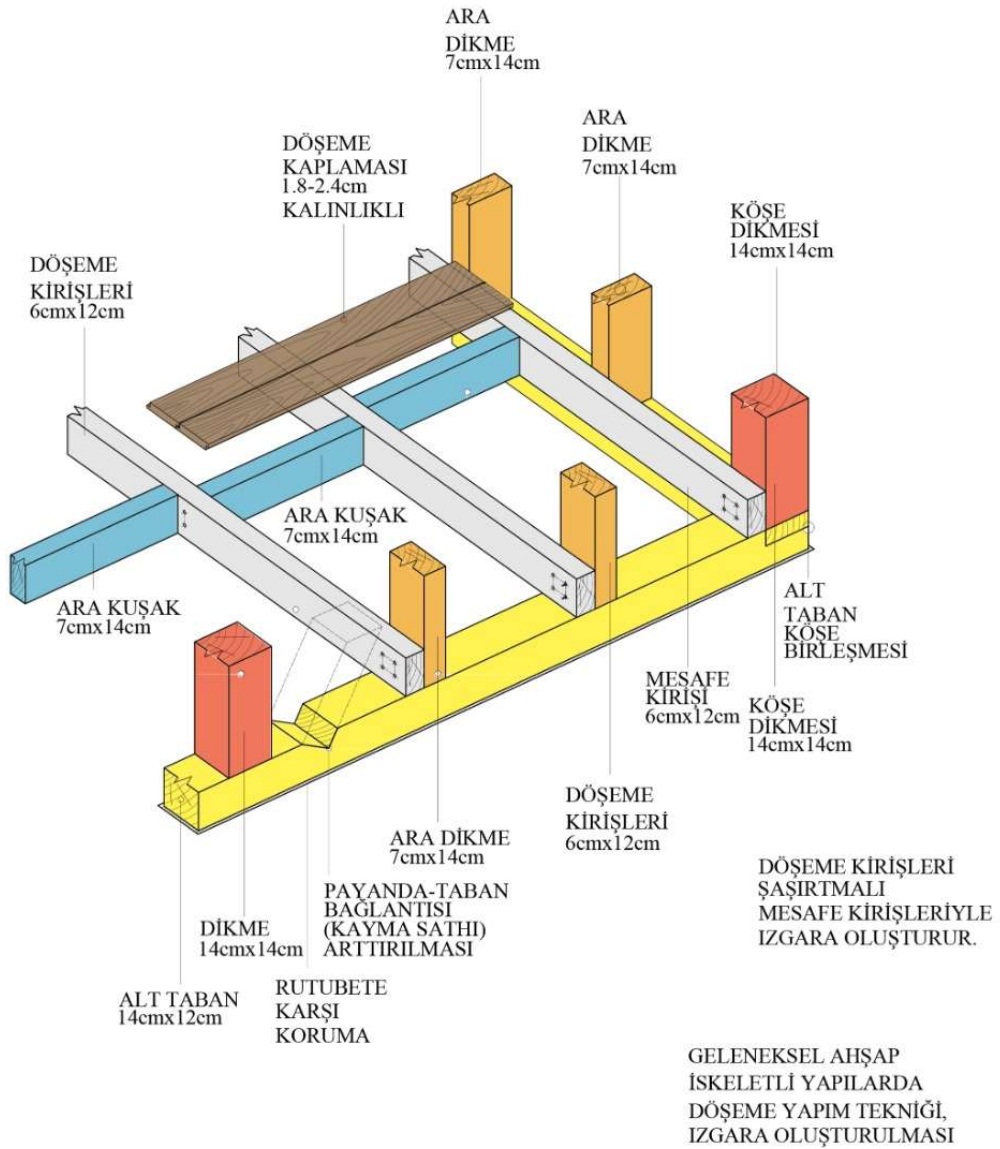 ARA
DİKME
7cmx14cm
ARA
DİKME
7cmx14cm
DÖŞEME
KAPLAMASI
1.8-2.4cm
KALINLIKLI
KÖŞE
DİKMESİ
14cmx14cm
DÖŞEME
KİRİŞLERİ
6cmx12cm
ARA KUŞAK
7cmx14cm
ARA KUŞAK
7cmx14cm
ALT
TABAN
KÖŞE
BİRLEŞMESİ
MESAFE
KİRİŞİ
6cmx12cm
KÖŞE
DİKMESİ
14cmx14cm
DÖŞEME
KİRİŞLERİ
6cmx12cm
ARA DİKME
7cmx14cm
PAYANDA-TABAN
BAĞLANTISI
(KAYMA SATHI)
ARTTIRILMASI
DİKME
14cmx14cm
ALT TABAN
14cmx12cm
RUTUBETE
KARŞI
KORUMA
DÖŞEME KİRİŞLERİ
ŞAŞIRTMALI
MESAFE KİRİŞLERİYLE
IZGARA OLUŞTURUR.
GELENEKSEL AHŞAP
İSKELETLİ YAPILARDA
DÖŞEME YAPIM TEKNİĞİ,
IZGARA OLUŞTURULMASI